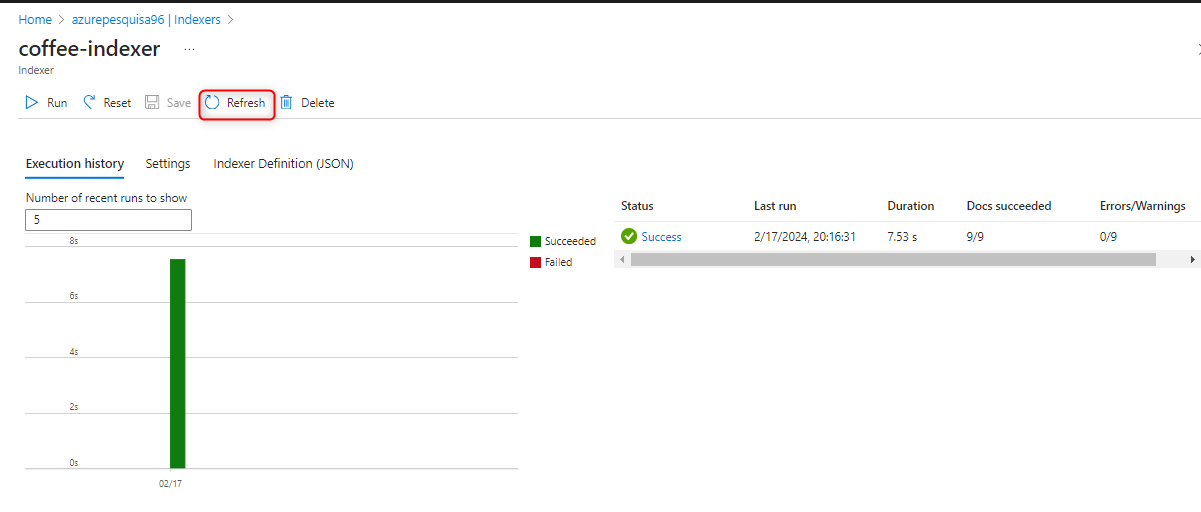 Home > azurepesquisa96 | Indexers >
coffee-indexer ...
Indexer
Run Reset Save Refresh Delete
Execution history Settings Indexer Definition (JSON)
Number of recent runs to show
5
8s
6s
4s
2s
0s
02/17
Succeeded
Failed
Status Last run Duration Docs succeeded Errors/Warnings
Success 2/17/2024, 20:16:31 7.53 s 9/9 0/9